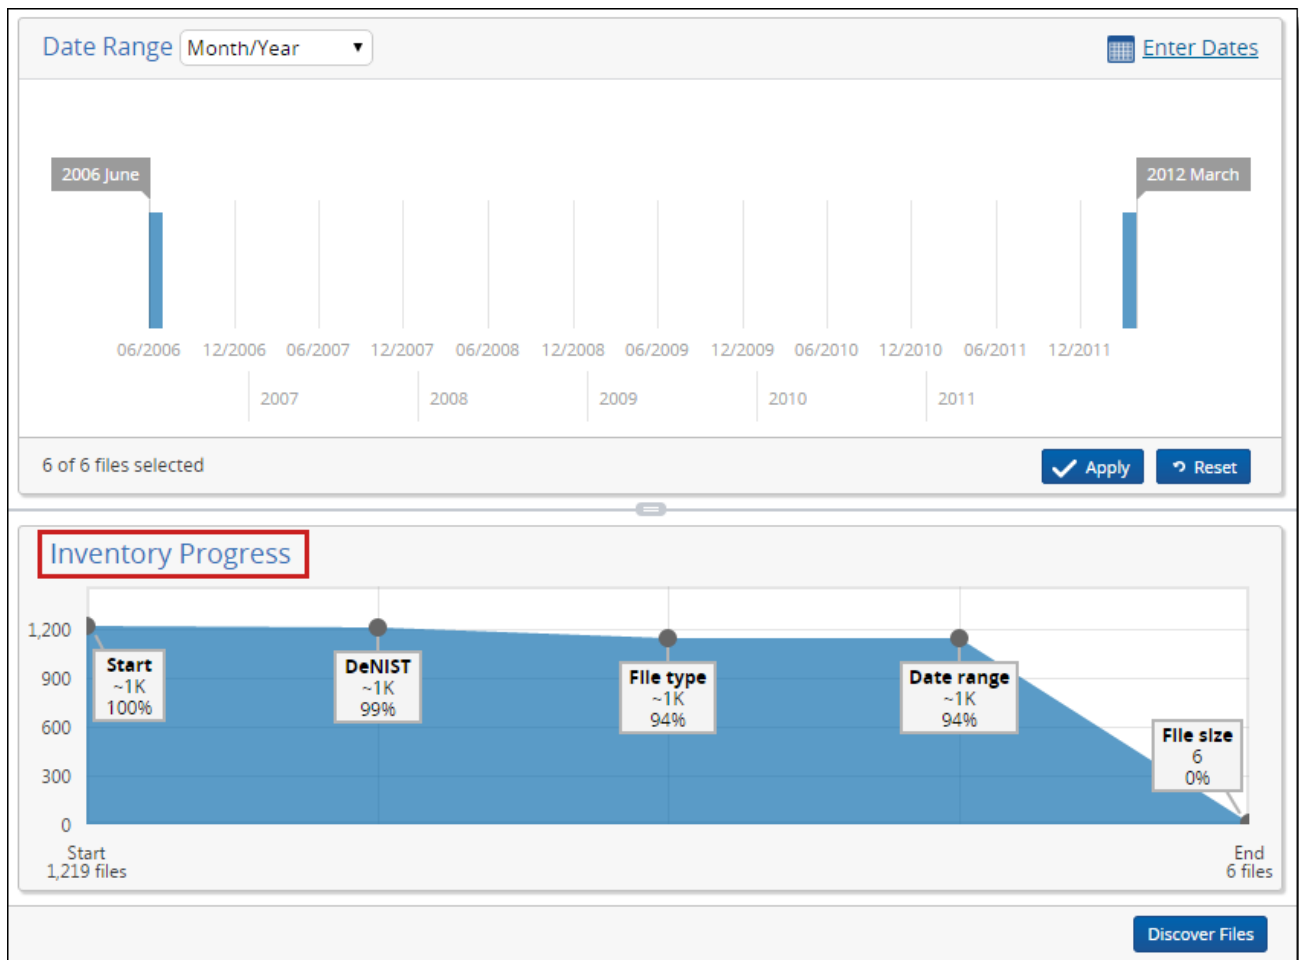 Date Range Month/Year Enter Dates
2006 June 2012 March
06/2006 12/2006 06/2007 12/2007 06/2008 12/2008 06/2009 12/2009 06/2010 12/2010 06/2011 12/2011
2007 2008 2009 2010 2011
6 of 6 files selected Apply Reset
Inventory Progress
1,200
900
600
300
0
Start
~1K
100%
DeNIST
~1K
99%
File type
~1K
94%
Date range
~1K
94%
File size
6
0%
Start
1,219 files
End
6 files
Discover Files